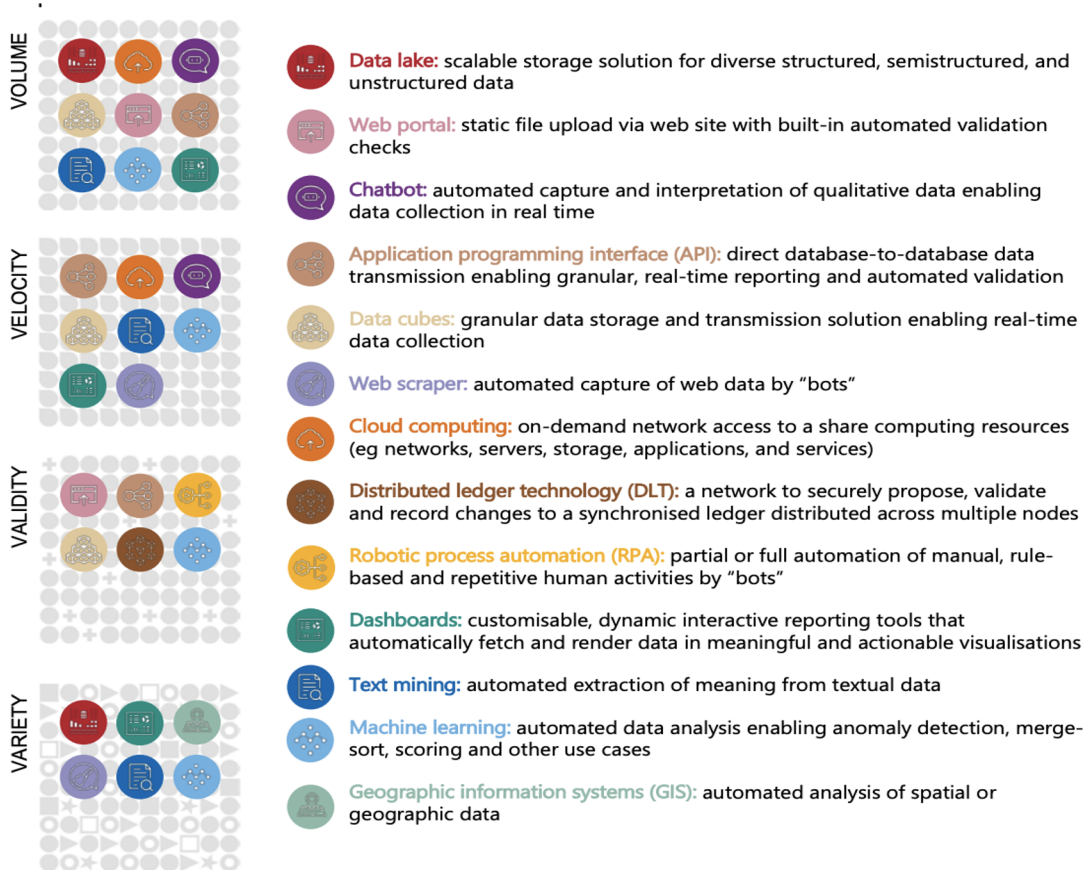 VOLUME
VELOCITY
VALIDITY
VARIETY
Data lake: scalable storage solution for diverse structured, semistructured, and
unstructured data
Web portal: static file upload via web site with built-in automated validation
checks
Chatbot: automated capture and interpretation of qualitative data enabling
data collection in real time
Application programming interface (API): direct database-to-database data
transmission enabling granular, real-time reporting and automated validation
Data cubes: granular data storage and transmission solution enabling real-time
data collection
Web scraper: automated capture of web data by “bots”
Cloud computing: on-demand network access to a share computing resources
(eg networks, servers, storage, applications, and services)
Distributed ledger technology (DLT): a network to securely propose, validate
and record changes to a synchronised ledger distributed across multiple nodes
Robotic process automation (RPA): partial or full automation of manual, rule-
based and repetitive human activities by “bots”
Dashboards: customisable, dynamic interactive reporting tools that
automatically fetch and render data in meaningful and actionable visualisations
Text mining: automated extraction of meaning from textual data
Machine learning: automated data analysis enabling anomaly detection, merge-
sort, scoring and other use cases
Geographic information systems (GIS): automated analysis of spatial or
geographic data